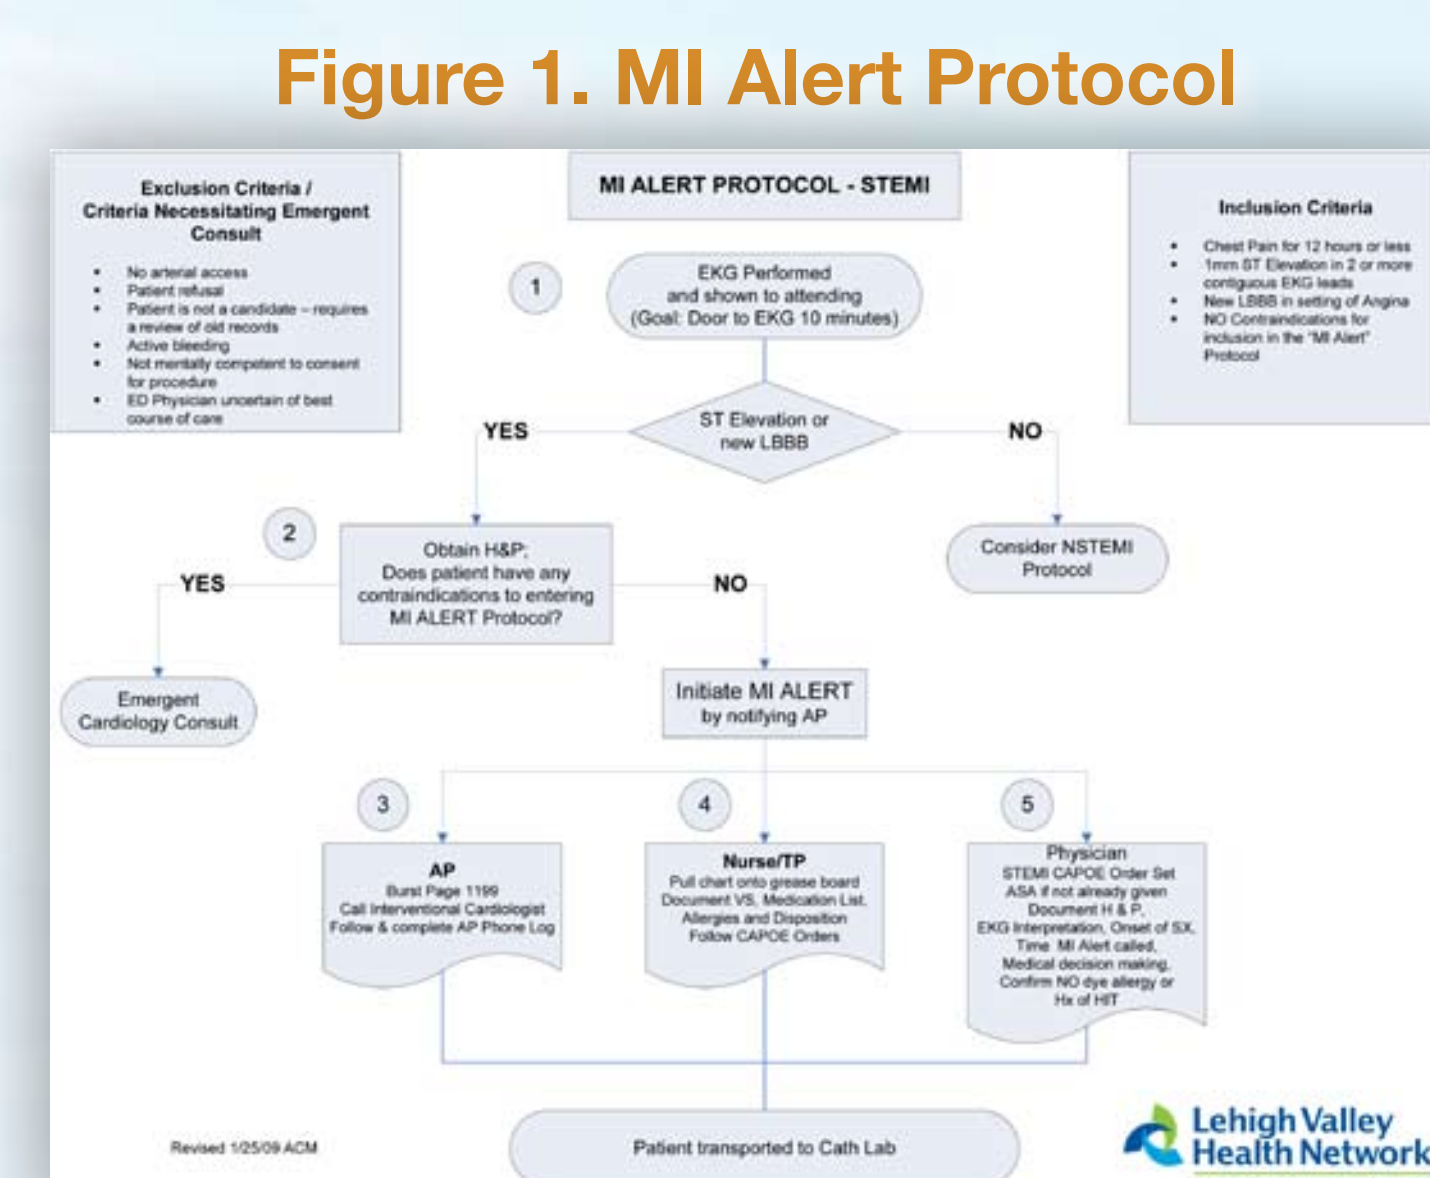 Figure 1. MI Alert Protocol
Exclusion Criteria /
Criteria Necessitating Emergent
Consult
• No arterial access
• Patient refusal
• Patient is not a candidate – requires
a review of old records
• Active bleeding
• Not mentally competent to consent
for procedure
• ED Physician uncertain of best
course of care
MI ALERT PROTOCOL - STEMI
Inclusion Criteria
• Chest Pain for 12 hours or less
• 1mm ST Elevation in 2 or more
contiguous EKG leads
• New LBBB in setting of Angina
• NO Contraindications for
inclusion in the "MI Alert"
Protocol
1
EKG Performed
and shown to attending
(Goal: Door to EKG 10 minutes)
ST Elevation or
new LBBB
YES
NO
2
Obtain H&P;
Does patient have any
contraindications to entering
MI ALERT Protocol?
Consider NSTEMI
Protocol
YES
NO
Emergent
Cardiology Consult
Initiate MI ALERT
by notifying AP
3
4
5
AP
Burst Page 1199
Call Interventional Cardiologist
Follow & complete AP Phone Log
Nurse/TP
Pull chart onto grease board
Document VS, Medication List,
Allergies and Disposition
Follow CAPOE Orders
Physician
STEMI CAPOE Order Set
ASA if not already given
Document H & P,
EKG Interpretation, Onset of SX,
Time MI Alert called,
Medical decision making,
Confirm NO dye allergy or
Hx of HIT
Revised 1/25/09 ACM
Patient transported to Cath Lab
Lehigh Valley
Health Network